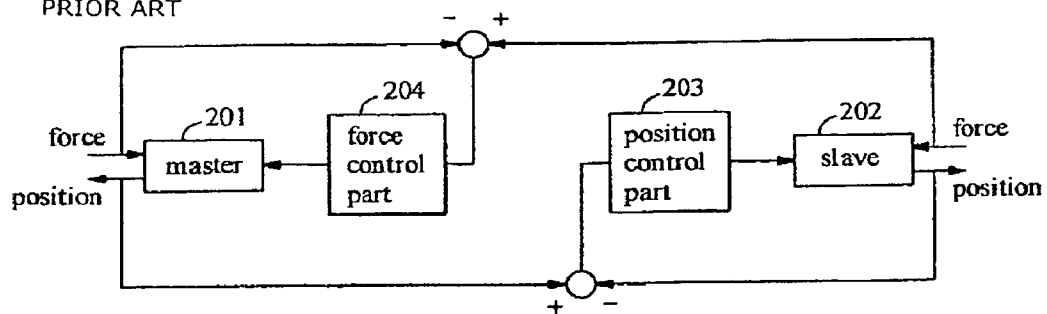 PRIOR ART
- +
204
203
201
202
force
force
control
part
position
control
part
force
master
slave
position
position
+ -